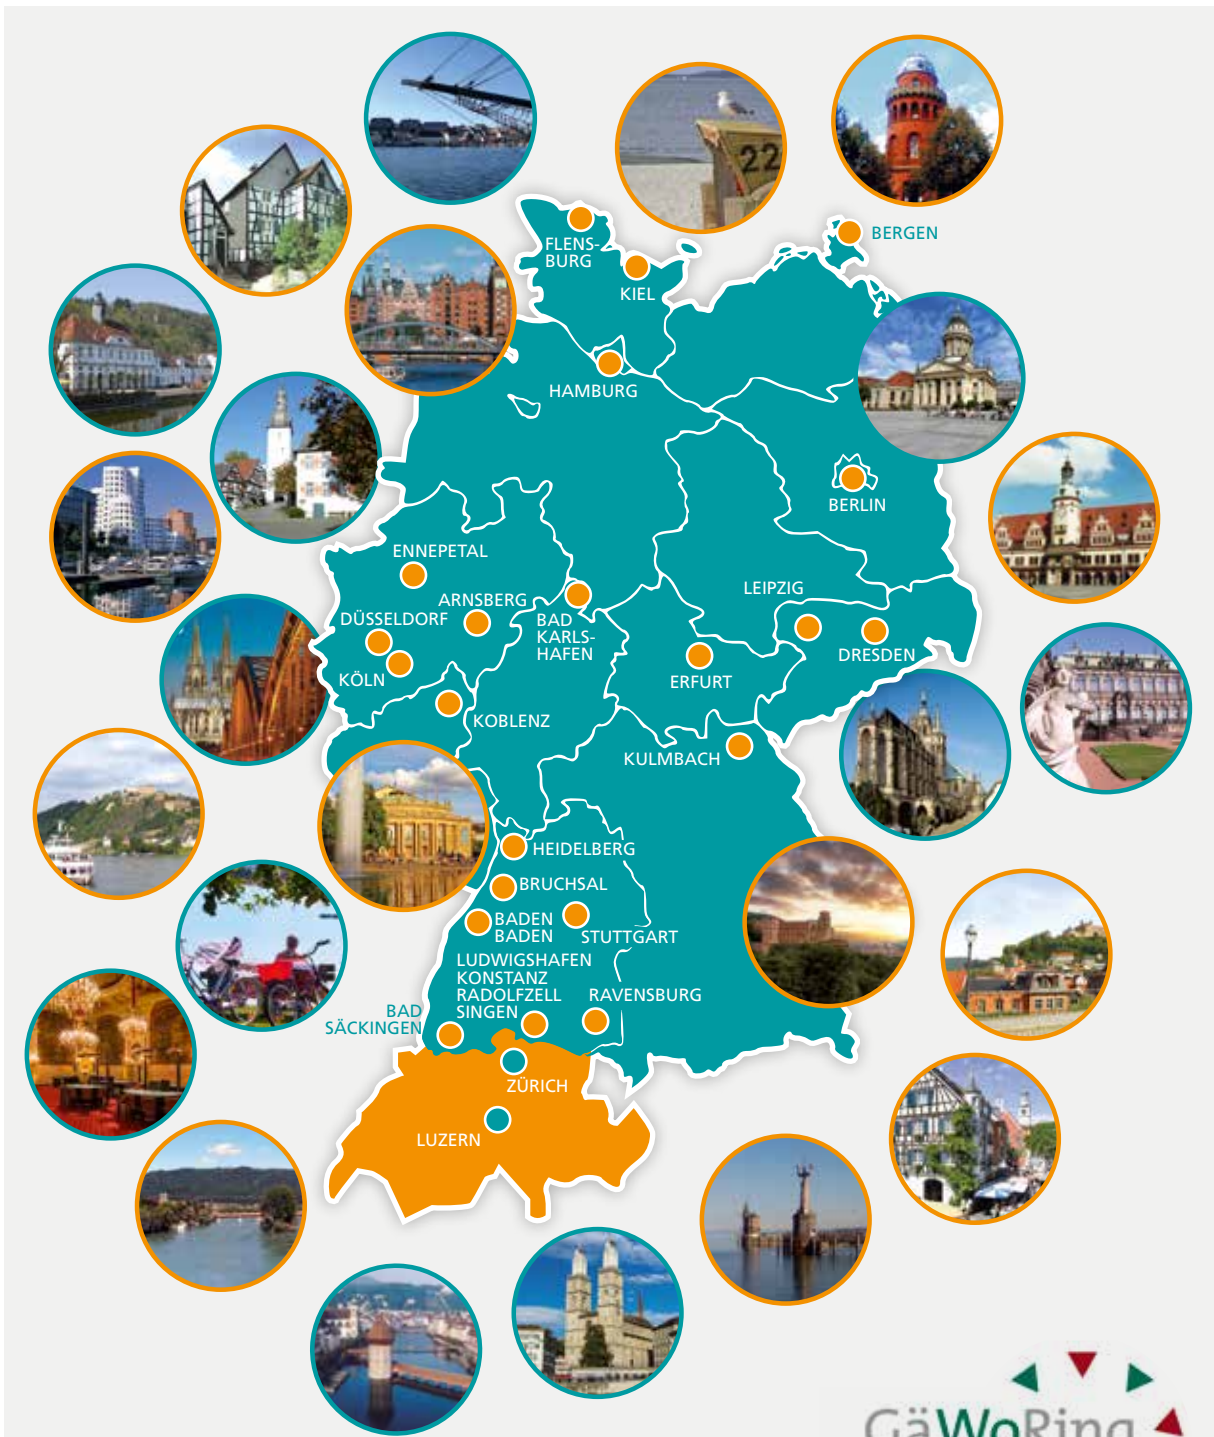 22
FLENS-
BURG
BERGEN
KIEL
HAMBURG
BERLIN
ENNEPETAL
LEIPZIG
ARNSBERG
DÜSSELDORF
BAD
KARLS-
HAFEN
DRESDEN
KÖLN
ERFURT
KOBLENZ
KULMBACH
HEIDELBERG
BRUCHSAL
BADEN
BADEN
STUTTGART
LUDWIGSHAFEN
KONSTANZ
RADOLFZELL
SINGEN
RAVENSBURG
BAD
SÄCKINGEN
ZÜRICH
LUZERN
GäWoRing